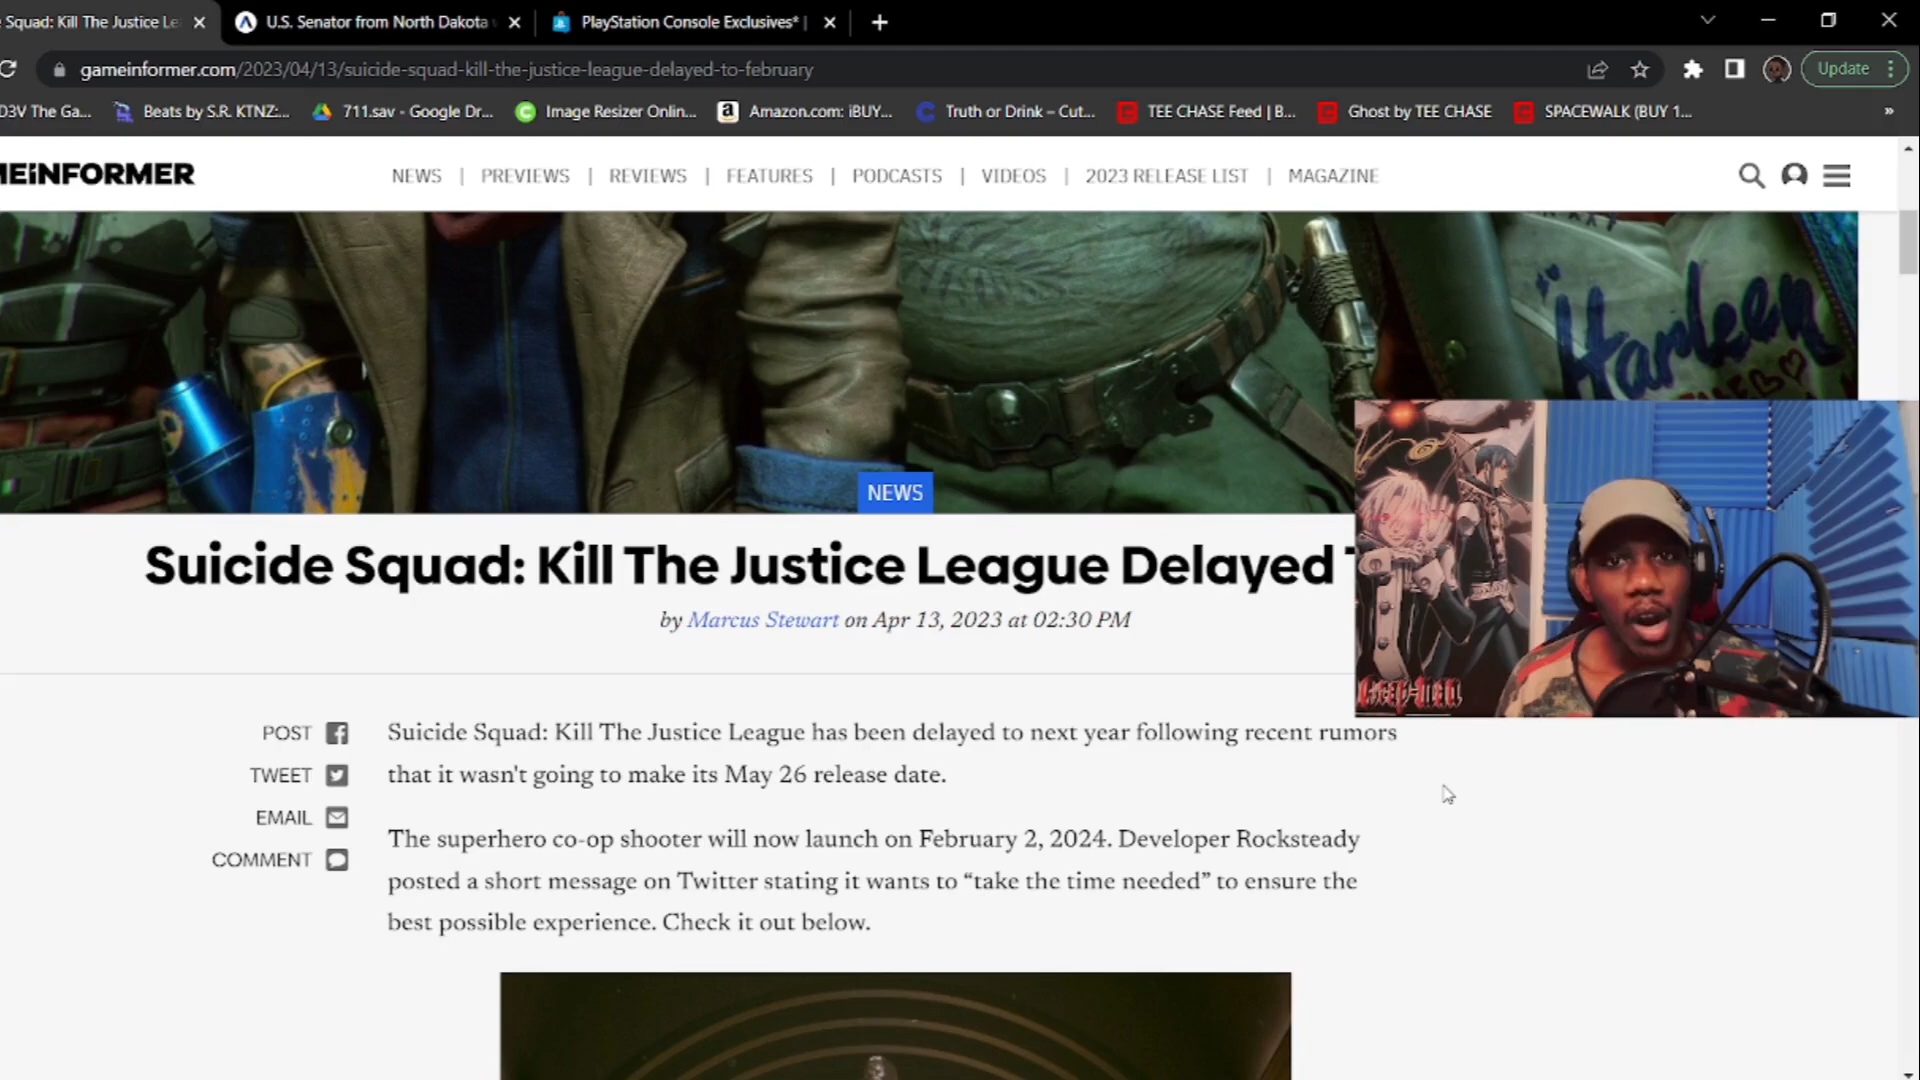 Squad: Kill The Justice Le
U.S. Senator from North Dakota
PlayStation Console Exclusives* |
gameinformer.com/2023/04/13/suicide-squad-kill-the-justice-league-delayed-to-february
Update
D3V The Ga...
Beats by S.R. KTNZ:...
711.sav - Google Dr...
Image Resizer Onlin...
Amazon.com: iBUY...
Truth or Drink – Cut...
TEE CHASE Feed | B...
Ghost by TEE CHASE
SPACEWALK (BUY 1...
»
MEINFORMER
NEWS | PREVIEWS | REVIEWS | FEATURES | PODCASTS | VIDEOS | 2023 RELEASE LIST | MAGAZINE
Harleen
NEWS
Suicide Squad: Kill The Justice League Delayed
by Marcus Stewart on Apr 13, 2023 at 02:30 PM
POST
TWEET
EMAIL
COMMENT
Suicide Squad: Kill The Justice League has been delayed to next year following recent rumors
that it wasn't going to make its May 26 release date.
The superhero co-op shooter will now launch on February 2, 2024. Developer Rocksteady
posted a short message on Twitter stating it wants to “take the time needed” to ensure the
best possible experience. Check it out below.